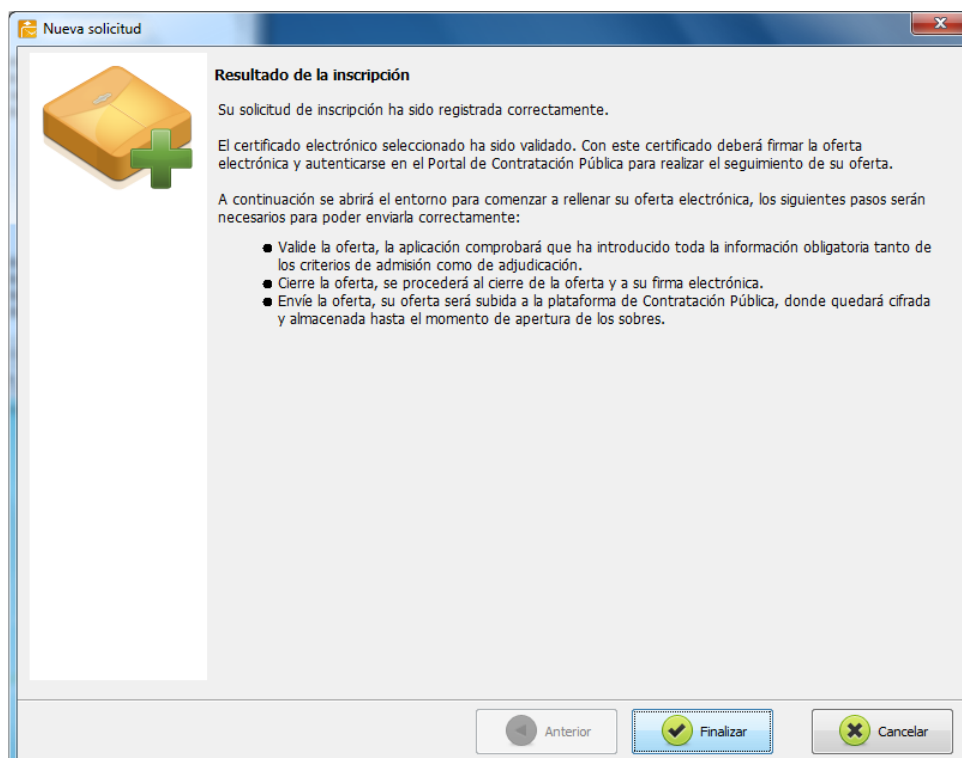 Nueva solicitud
x
Resultado de la inscripción
Su solicitud de inscripción ha sido registrada correctamente.
El certificado electrónico seleccionado ha sido validado. Con este certificado deberá firmar la oferta
electrónica y autenticarse en el Portal de Contratación Pública para realizar el seguimiento de su oferta.
A continuación se abrirá el entorno para comenzar a rellenar su oferta electrónica, los siguientes pasos serán
necesarios para poder enviarla correctamente:
● Valide la oferta, la aplicación comprobará que ha introducido toda la información obligatoria tanto de
los criterios de admisión como de adjudicación.
● Cierre la oferta, se procederá al cierre de la oferta y a su firma electrónica.
● Envíe la oferta, su oferta será subida a la plataforma de Contratación Pública, donde quedará cifrada
y almacenada hasta el momento de apertura de los sobres.
Anterior
Finalizar
Cancelar